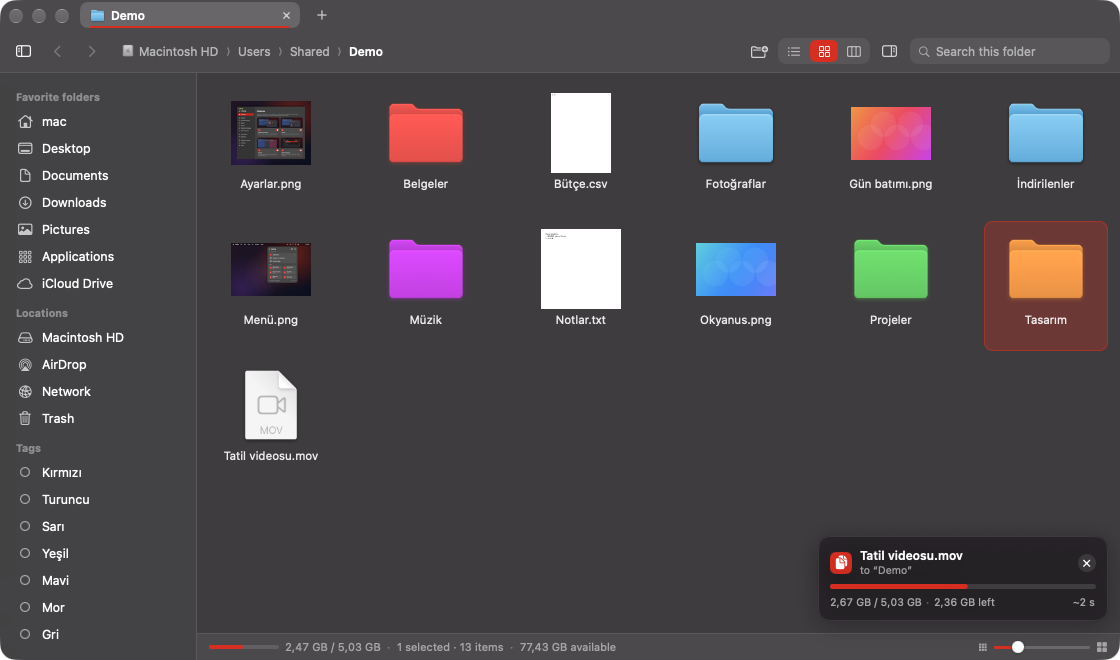 Demo
Macintosh HD › Users › Shared › Demo
Search this folder
Favorite folders
mac
Desktop
Documents
Downloads
Pictures
Applications
iCloud Drive
Locations
Macintosh HD
AirDrop
Network
Trash
Tags
Kırmızı
Turuncu
Sarı
Yeşil
Mavi
Mor
Gri
Ayarlar.png
Belgeler
Bütçe.csv
Fotoğraflar
Gün batımı.png
İndirilenler
Menü.png
Müzik
Notlar.txt
Okyanus.png
Projeler
Tasarım
MOV
Tatil videosu.mov
Tatil videosu.mov
to “Demo”
2,67 GB / 5,03 GB · 2,36 GB left
~2 s
2,47 GB / 5,03 GB · 1 selected · 13 items · 77,43 GB available